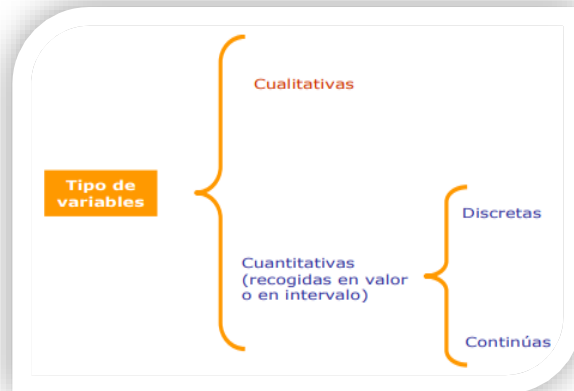 Cualitativas
Tipo de
variables
Discretas
Cuantitativas
(recogidas en valor
o en intervalo)
Continúas